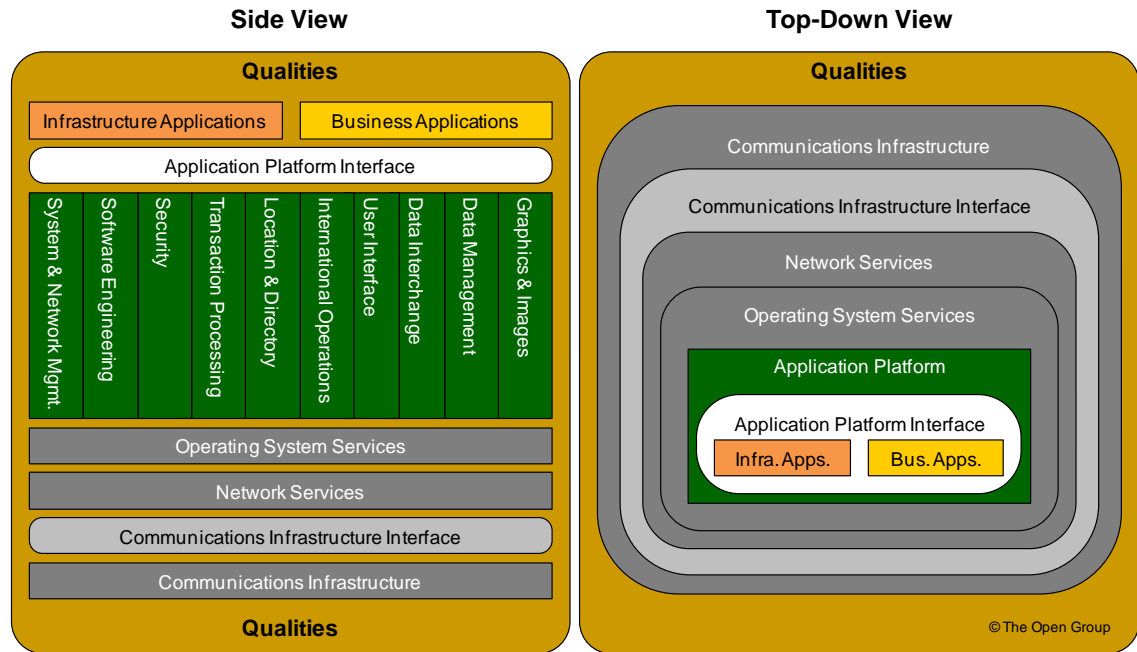 Side View
Qualities
Infrastructure Applications
Business Applications
Application Platform Interface
System & Network Mgmt.
Software Engineering
Security
Transaction Processing
Location & Directory
International Operations
User Interface
Data Interchange
Data Management
Graphics & Images
Operating System Services
Network Services
Communications Infrastructure Interface
Communications Infrastructure
Qualities
Top-Down View
Qualities
Communications Infrastructure
Communications Infrastructure Interface
Network Services
Operating System Services
Application Platform
Application Platform Interface
Infra. Apps.
Bus. Apps.
© The Open Group